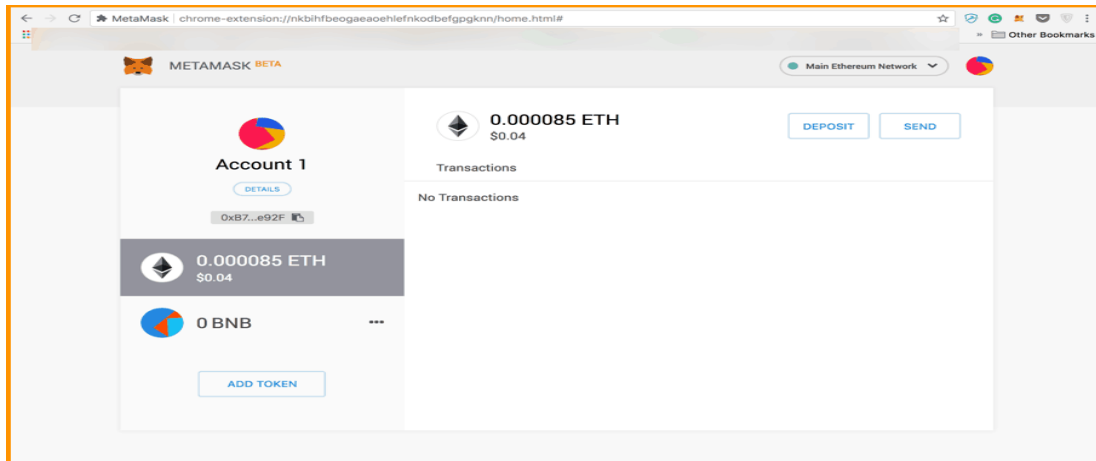 MetaMask chrome-extension://nkbihfbeogaeaoehlefnkodbefgpgknn/home.html#
» Other Bookmarks
METAMASK BETA
Main Ethereum Network
Account 1
DETAILS
0xB7...e92F
0.000085 ETH
$0.04
0 BNB
ADD TOKEN
0.000085 ETH
$0.04
DEPOSIT
SEND
Transactions
No Transactions